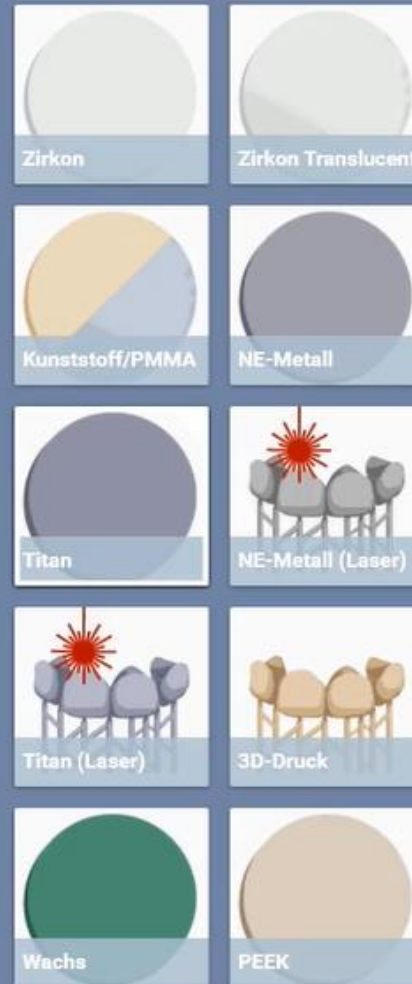 Zirkon
Zirkon Translucent
Kunststoff/PMMA
NE-Metall
Titan
NE-Metall (Laser)
Titan (Laser)
3D-Druck
Wachs
PEEK